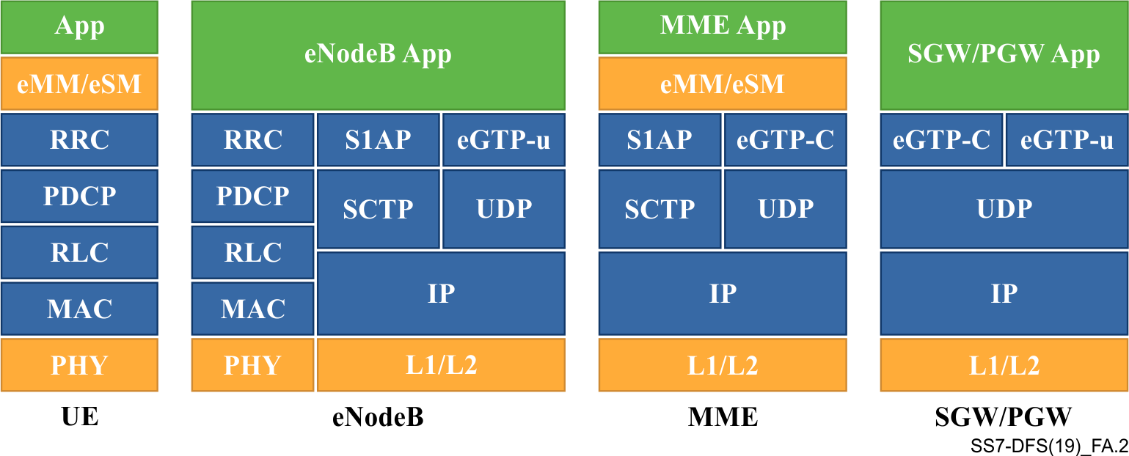 App
eMM/eSM
RRC
PDCP
RLC
MAC
PHY
UE
eNodeB App
RRC
S1AP
eGTP-u
PDCP
SCTP
UDP
RLC
IP
MAC
PHY
L1/L2
eNodeB
MME App
eMM/eSM
S1AP
eGTP-C
SCTP
UDP
IP
L1/L2
MME
SGW/PGW App
eGTP-C
eGTP-u
UDP
IP
L1/L2
SGW/PGW
SS7-DFS(19)_FA.2